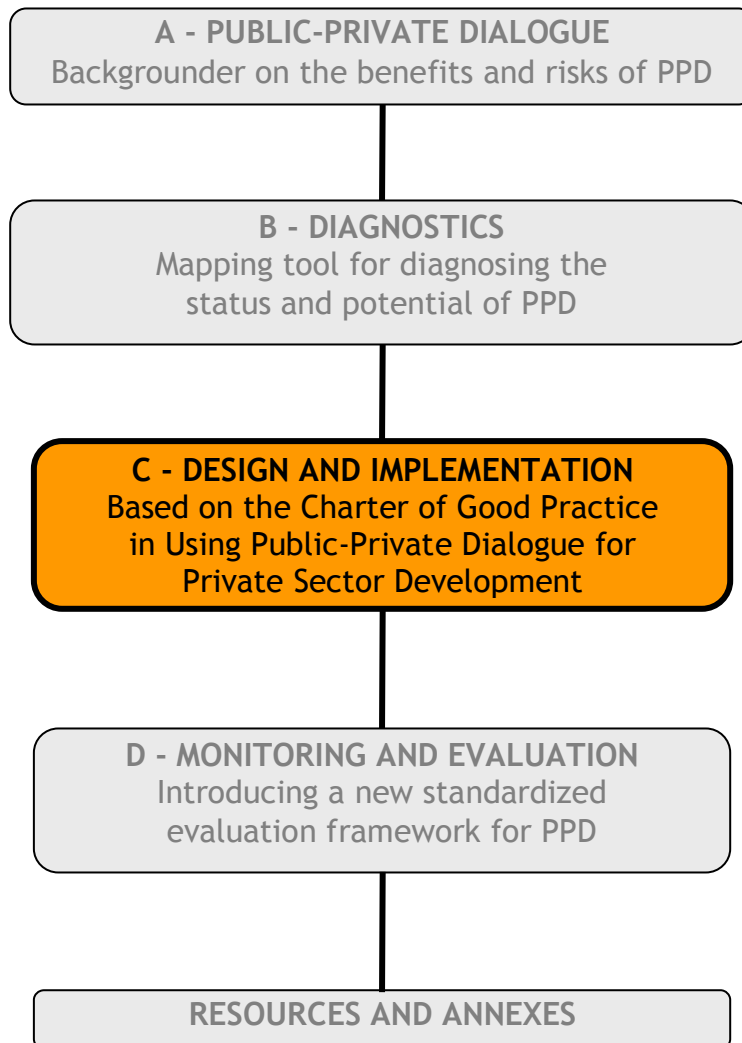 A - PUBLIC-PRIVATE DIALOGUE
Backgrounder on the benefits and risks of PPD
B - DIAGNOSTICS
Mapping tool for diagnosing the
status and potential of PPD
C - DESIGN AND IMPLEMENTATION
Based on the Charter of Good Practice
in Using Public-Private Dialogue for
Private Sector Development
D - MONITORING AND EVALUATION
Introducing a new standardized
evaluation framework for PPD
RESOURCES AND ANNEXES